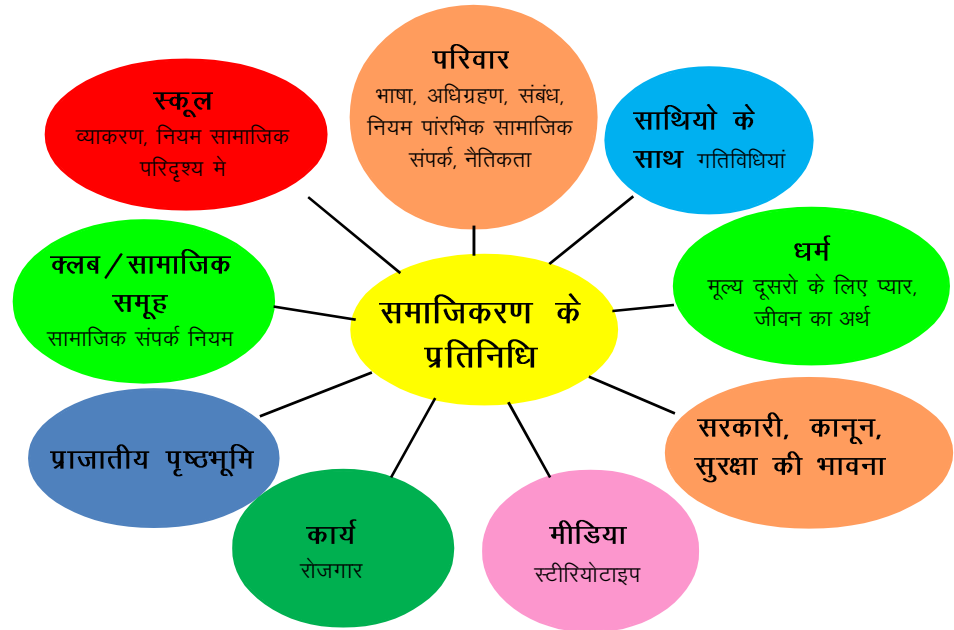 परिवार
भाषा, अधिग्रहण, संबंध,
नियम पांरभिक सामाजिक
संपर्क, नैतिकता
स्कूल
व्याकरण, नियम सामाजिक
परिदृश्य मे
साथियो के
साथ गतिविधियां
क्लब/सामाजिक
समूह
सामाजिक संपर्क नियम
धर्म
मूल्य दूसरो के लिए प्यार,
जीवन का अर्थ
समाजिकरण के
प्रतिनिधि
प्राजातीय पृष्ठभूमि
सरकारी, कानून,
सुरक्षा की भावना
कार्य
रोजगार
मीडिया
स्टीरियोटाइप